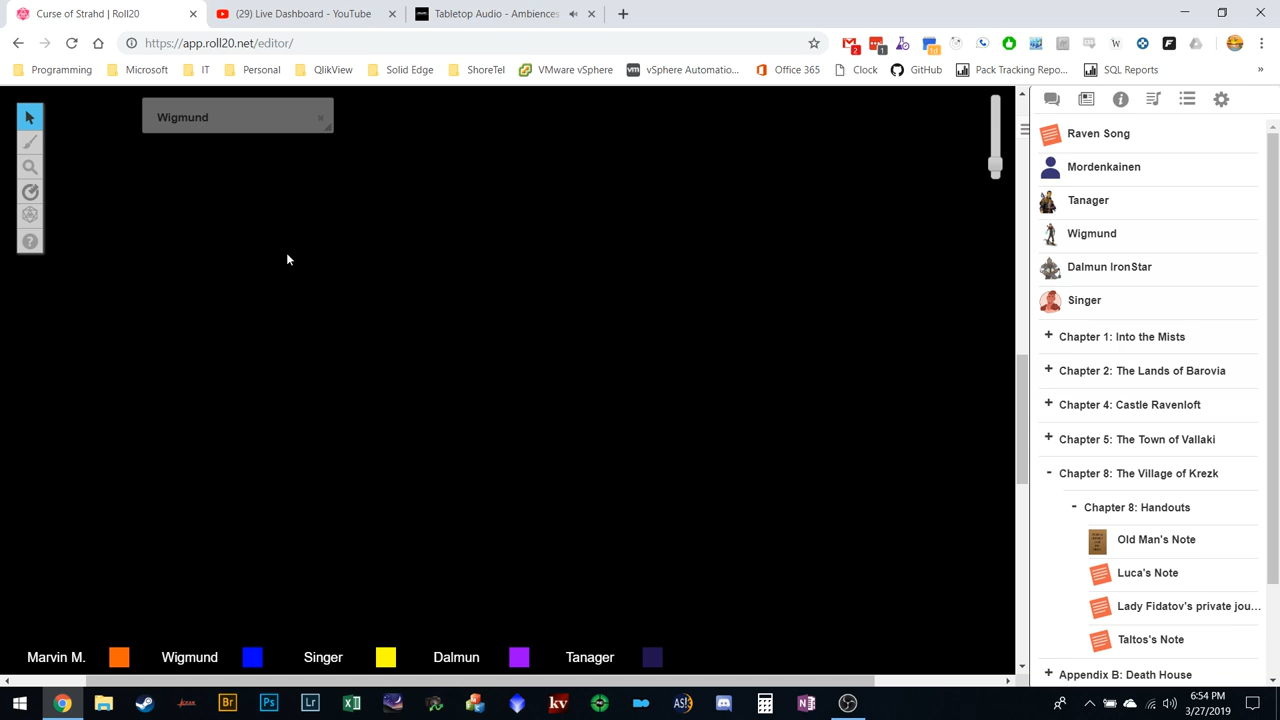 Curse of Strahd | Roll20
(29) Live Dashboard - YouTube
Tabletop Audio - Ambiences
https://app.roll20.net/editor/
Programming
Microsoft
IT
Personal
QlikView
Solid Edge
ShoreTel
VMware vSphere
vSphere Automatio...
Office 365
Clock
GitHub
Pack Tracking Repo...
SQL Reports
»
Wigmund
Raven Song
Mordenkainen
Tanager
Wigmund
Dalmun IronStar
Singer
+ Chapter 1: Into the Mists
+ Chapter 2: The Lands of Barovia
+ Chapter 4: Castle Ravenloft
+ Chapter 5: The Town of Vallaki
- Chapter 8: The Village of Krezk
- Chapter 8: Handouts
Old Man's Note
Luca's Note
Lady Fidatov's private jou...
Taltos's Note
+ Appendix B: Death House
Marvin M.
Wigmund
Singer
Dalmun
Tanager
6:54 PM
3/27/2019